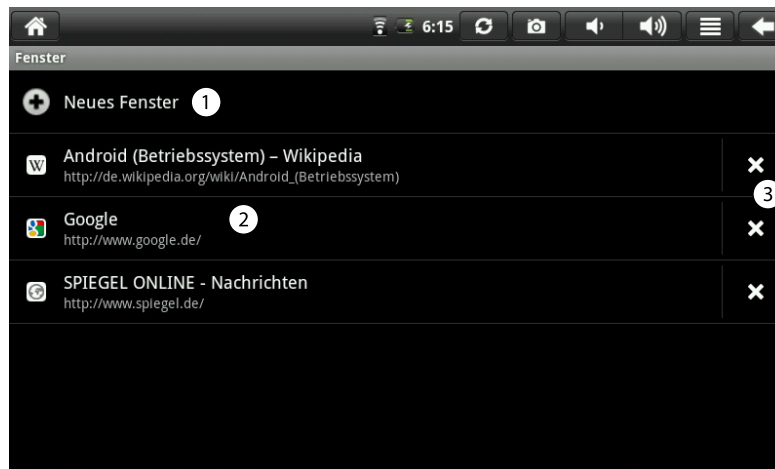 6:15
Fenster
Neues Fenster 1
W Android (Betriebssystem) – Wikipedia
http://de.wikipedia.org/wiki/Android_(Betriebssystem)
3
Google 2
http://www.google.de/
SPIEGEL ONLINE - Nachrichten
http://www.spiegel.de/